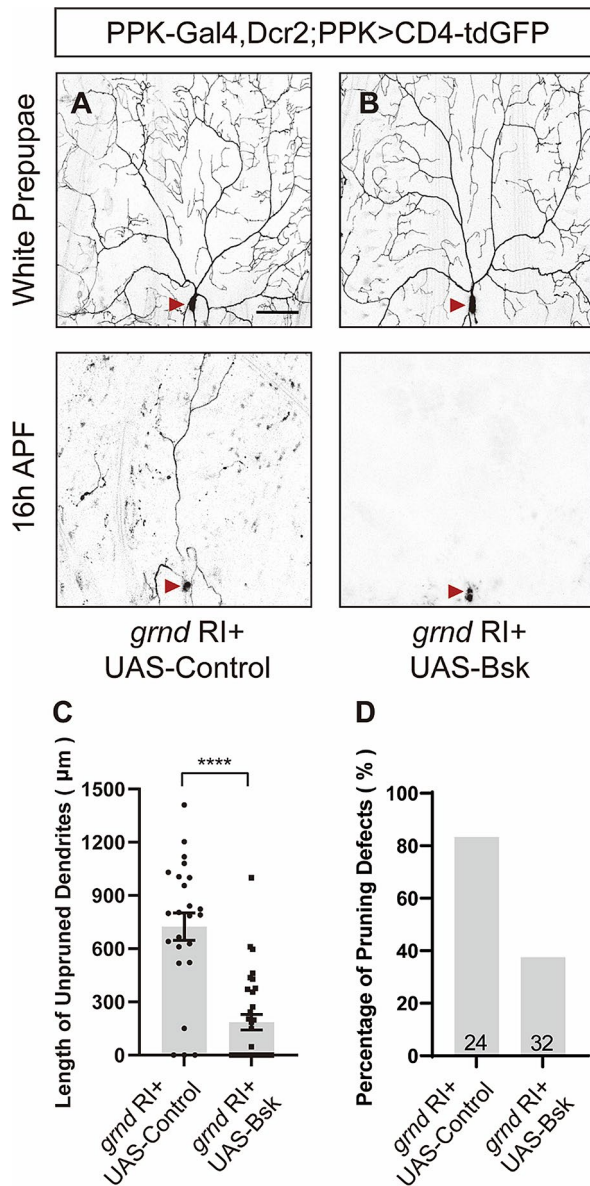 PPK-Gal4,Dcr2;PPK>CD4-tdGFP
White Prepupae
A
B
16h APF
grnd RI+
UAS-Control
grnd RI+
UAS-Bsk
C
Length of Unpruned Dendrites ( µm )
1500
1200
900
600
300
0
****
grnd RI+
UAS-Control
grnd RI+
UAS-Bsk
D
Percentage of Pruning Defects ( % )
100
80
60
40
20
0
24
32
grnd RI+
UAS-Control
grnd RI+
UAS-Bsk